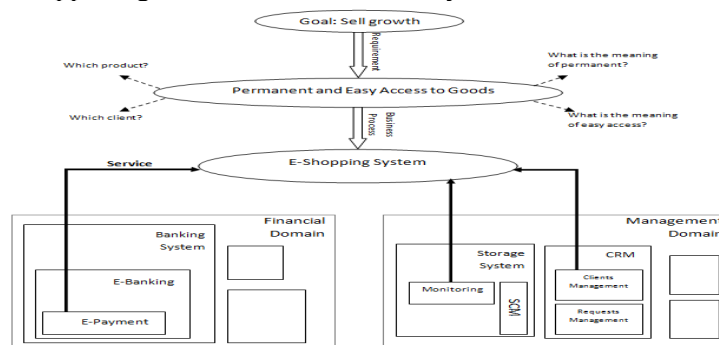 Goal: Sell growth
Requirement
Which product?
What is the meaning
of permanent?
Permanent and Easy Access to Goods
Which client?
What is the meaning
of easy access?
Business
Process
Service
E-Shopping System
Financial
Domain
Management
Domain
Banking
System
Storage
System
CRM
E-Banking
Clients
Management
Monitoring
SCM
E-Payment
Requests
Management